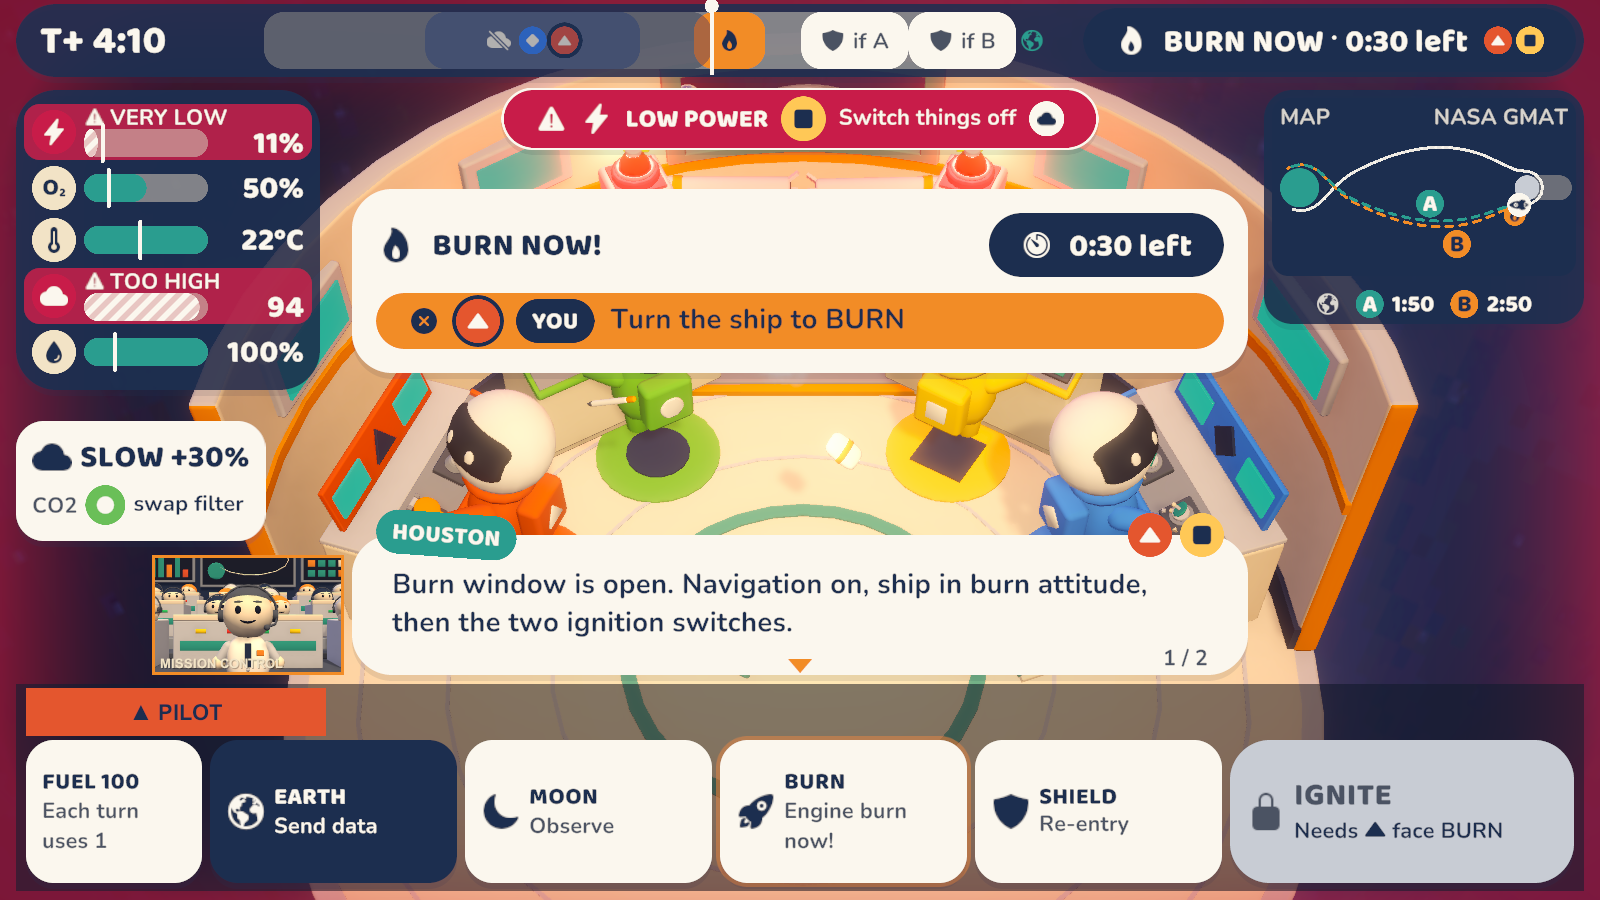 T+ 4:10
if A
if B
BURN NOW · 0:30 left
VERY LOW
11%
O₂
50%
22°C
TOO HIGH
94
100%
LOW POWER
Switch things off
MAP
NASA GMAT
A
B
A 1:50
B 2:50
BURN NOW!
0:30 left
YOU
Turn the ship to BURN
SLOW +30%
CO2
swap filter
HOUSTON
Burn window is open. Navigation on, ship in burn attitude,
then the two ignition switches.
1 / 2
MISSION CONTROL
PILOT
FUEL 100
Each turn
uses 1
EARTH
Send data
MOON
Observe
BURN
Engine burn
now!
SHIELD
Re-entry
IGNITE
Needs ▲ face BURN